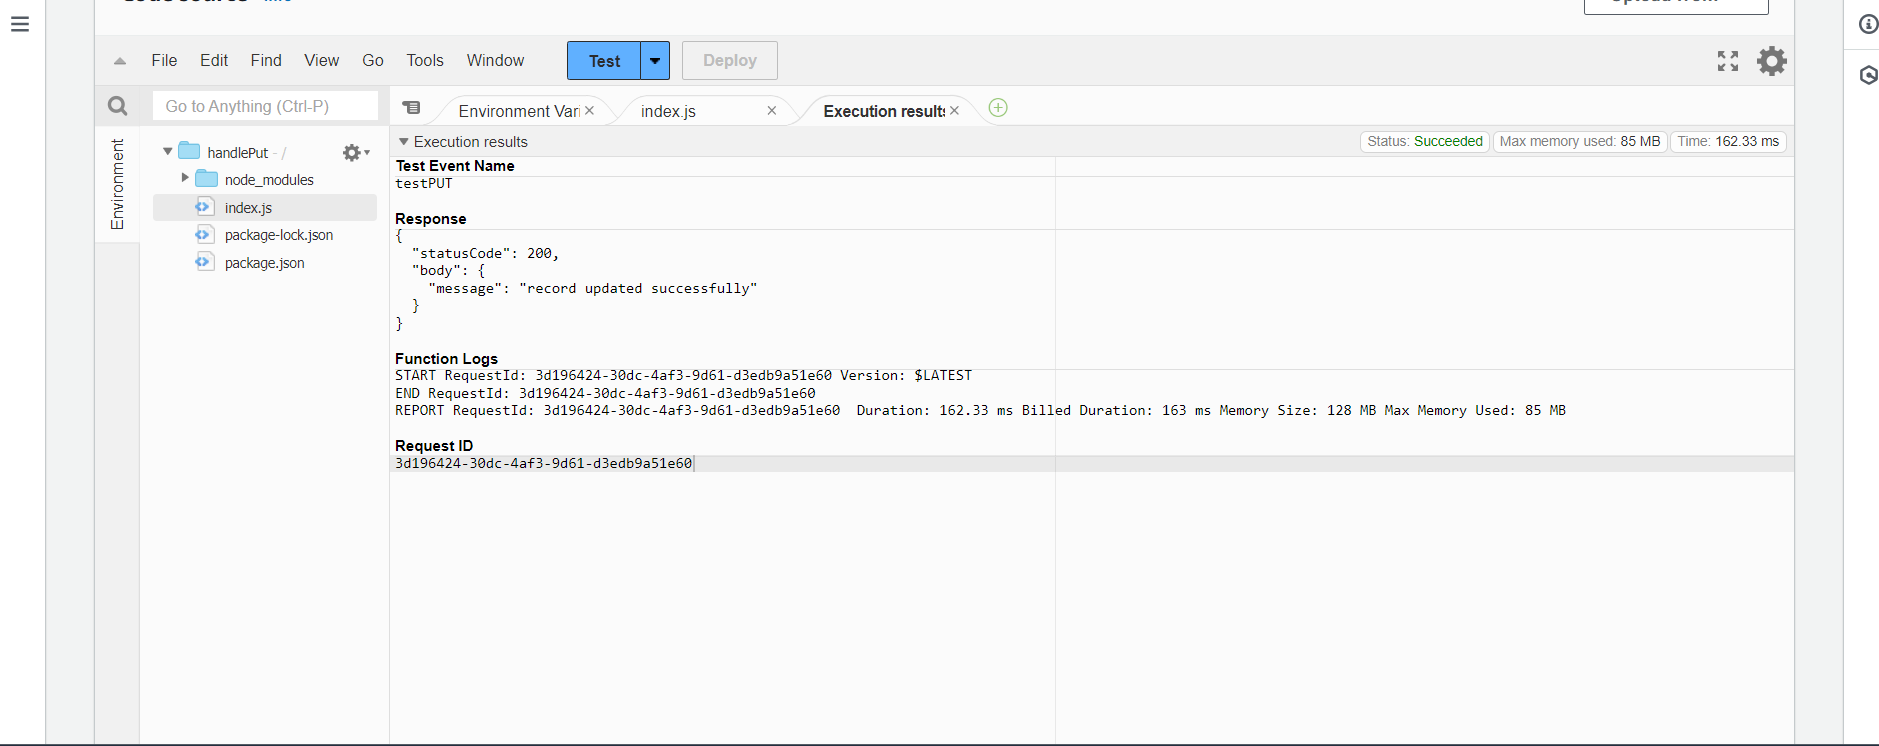 File Edit Find View Go Tools Window Test Deploy
Go to Anything (Ctrl-P)
Environment Vari
index.js
Execution results
Environment
handlePut - /
node_modules
index.js
package-lock.json
package.json
Execution results
Status: Succeeded Max memory used: 85 MB Time: 162.33 ms
Test Event Name
testPUT
Response
{
"statusCode": 200,
"body": {
"message": "record updated successfully"
}
}
Function Logs
START RequestId: 3d196424-30dc-4af3-9d61-d3edb9a51e60 Version: $LATEST
END RequestId: 3d196424-30dc-4af3-9d61-d3edb9a51e60
REPORT RequestId: 3d196424-30dc-4af3-9d61-d3edb9a51e60 Duration: 162.33 ms Billed Duration: 163 ms Memory Size: 128 MB Max Memory Used: 85 MB
Request ID
3d196424-30dc-4af3-9d61-d3edb9a51e60